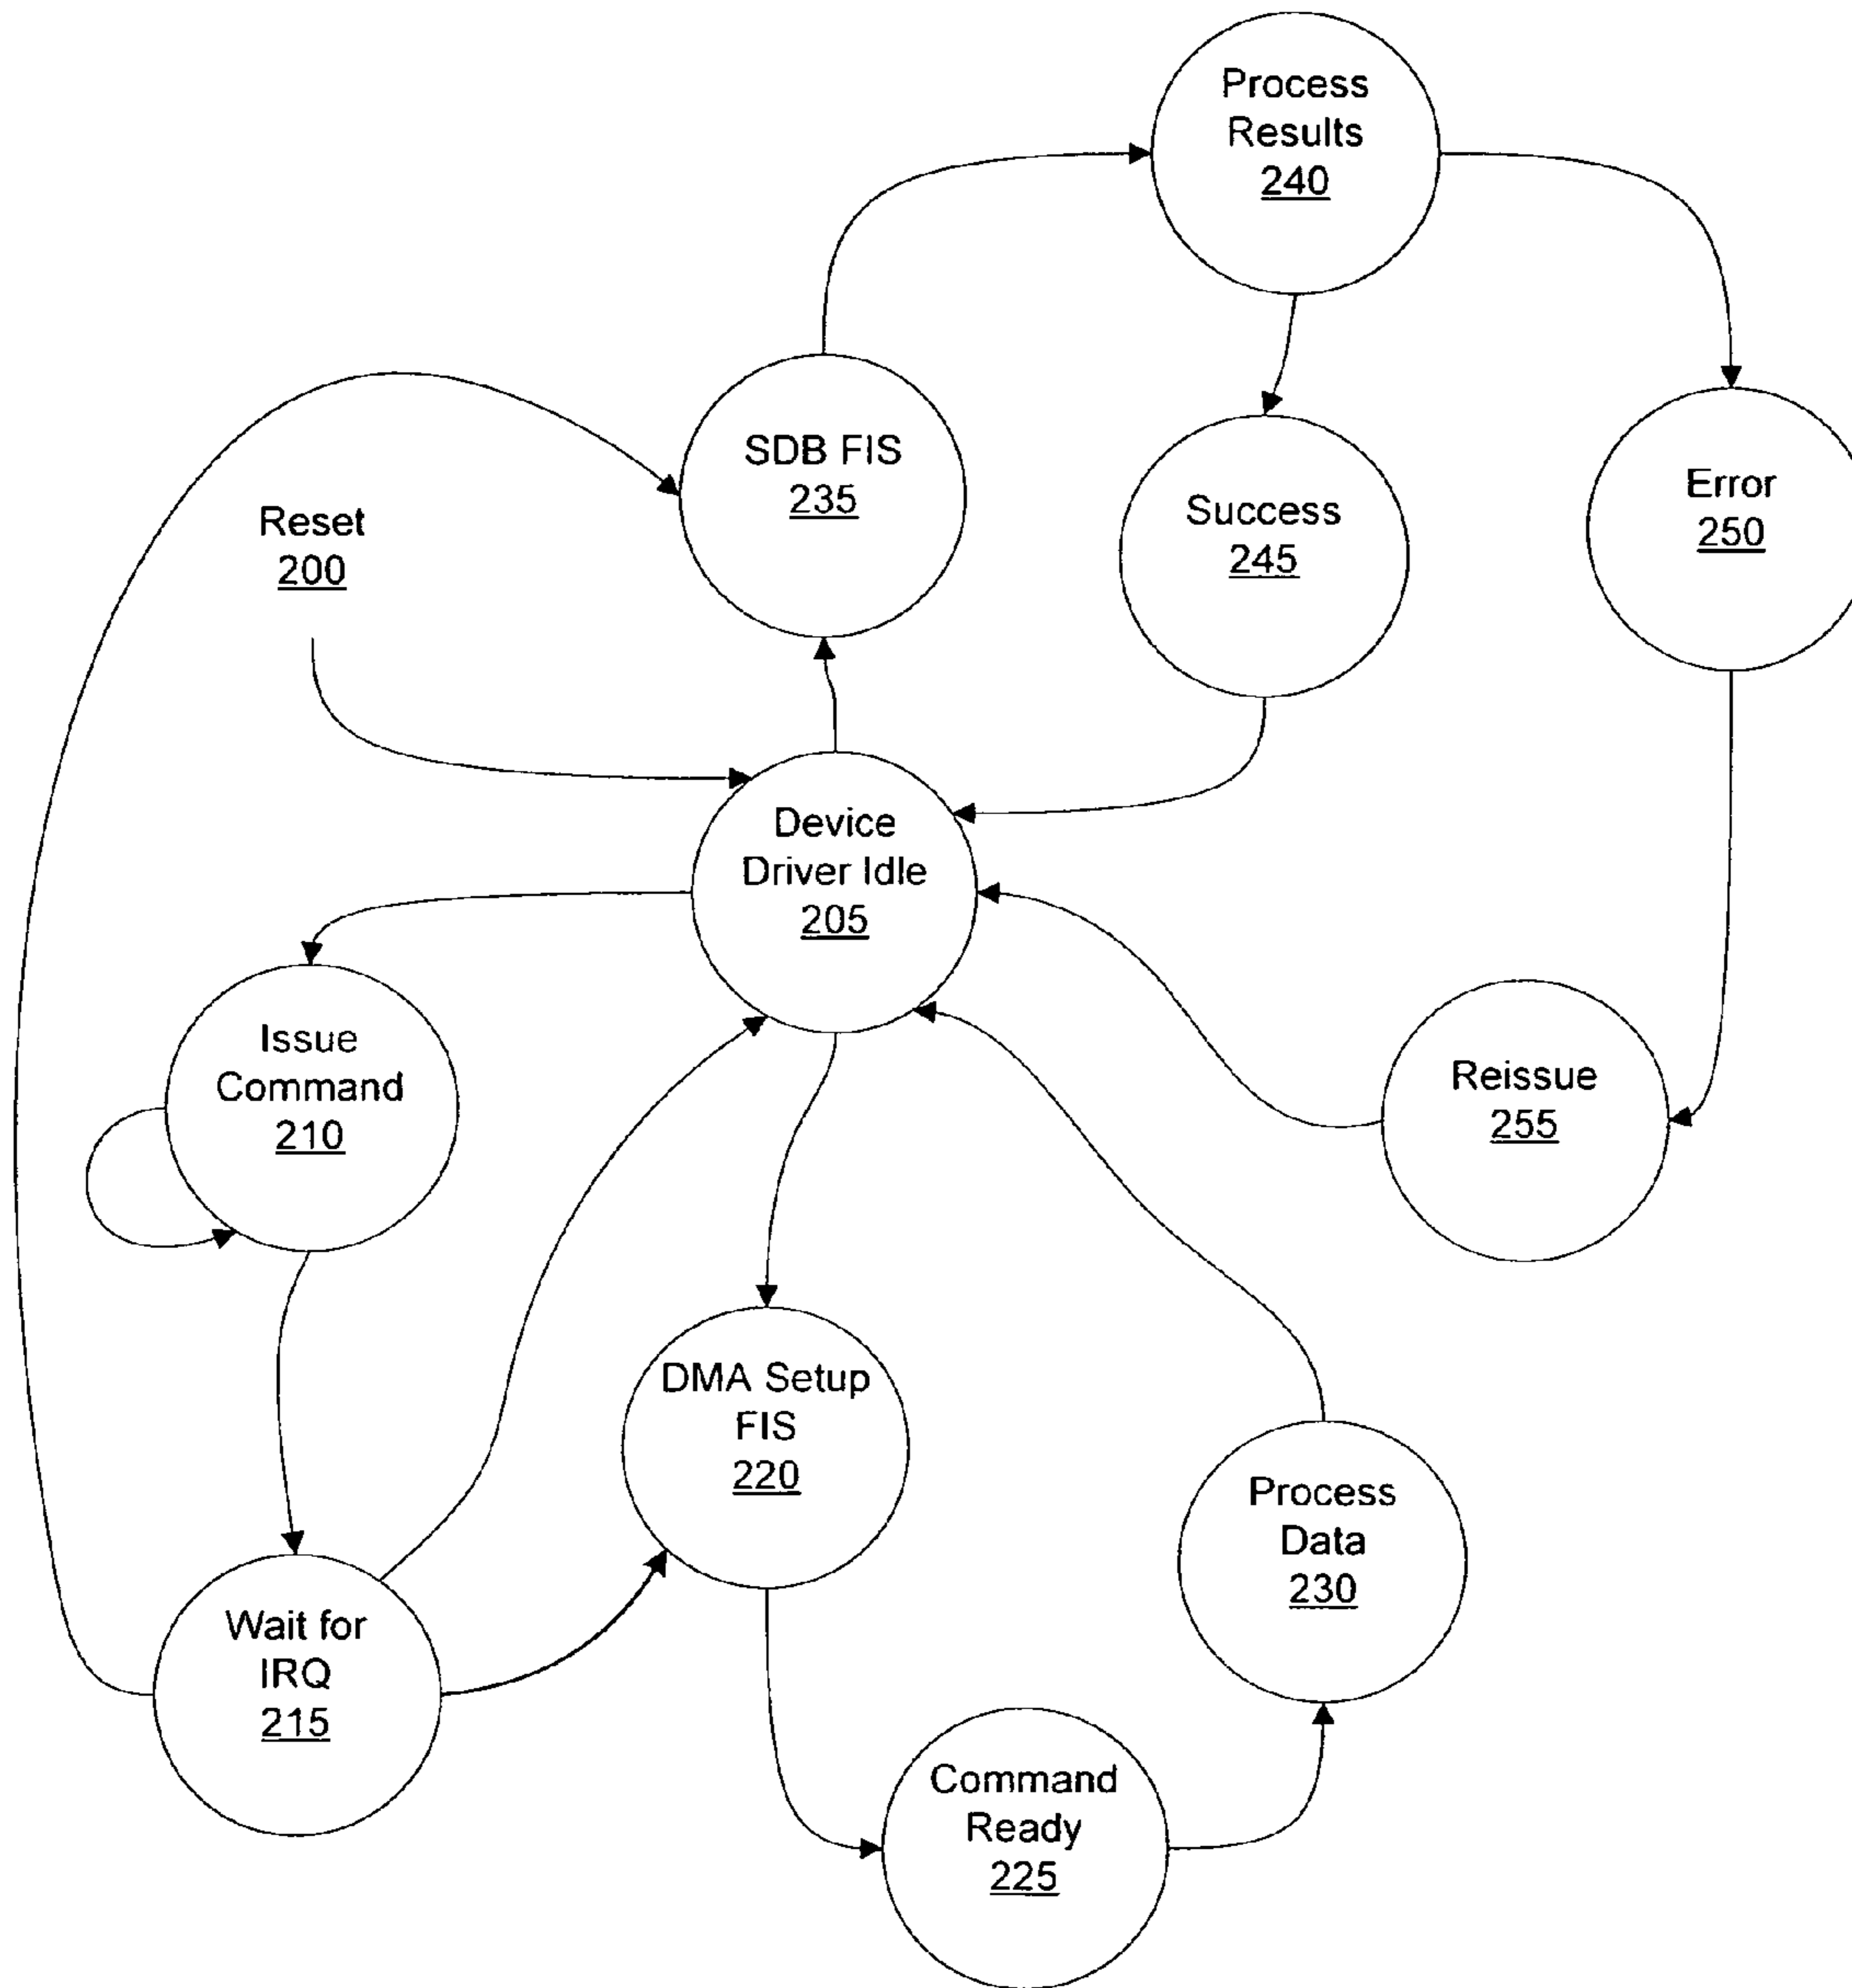 Process
Results
240
SDB FIS
235
Reset
200
Success
245
Error
250
Device
Driver Idle
205
Issue
Command
210
Reissue
255
DMA Setup
FIS
220
Process
Data
230
Wait for
IRQ
215
Command
Ready
225